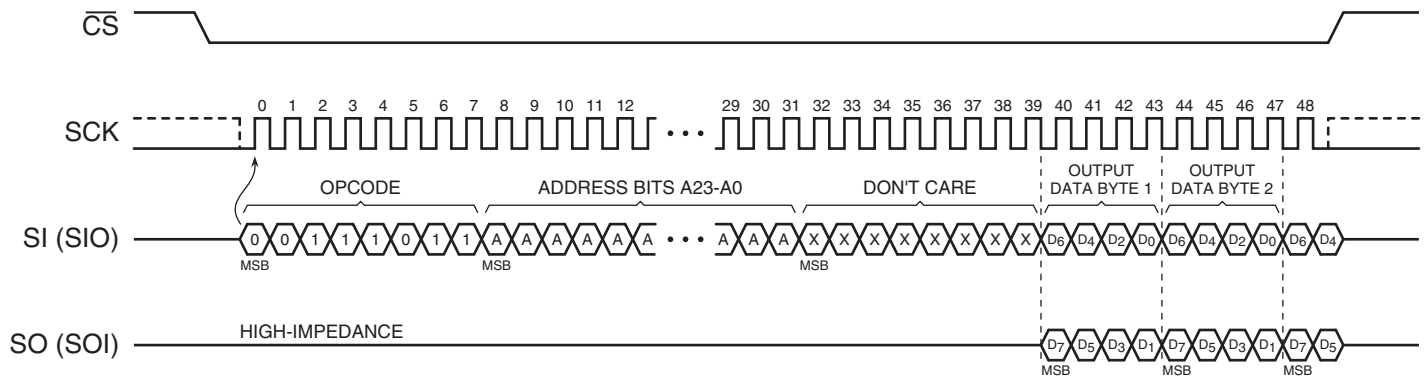 CS
0 1 2 3 4 5 6 7 8 9 10 11 12 29 30 31 32 33 34 35 36 37 38 39 40 41 42 43 44 45 46 47 48
SCK
OPCODE ADDRESS BITS A23-A0 DON'T CARE OUTPUT DATA BYTE 1 OUTPUT DATA BYTE 2
SI (SIO) 0 0 1 1 1 0 1 1 A A A A A A A A A X X X X X X X X D6 D4 D2 D0 D6 D4 D2 D0 D6 D4
MSB MSB MSB
HIGH-IMPEDANCE
SO (SOI) D7 D5 D3 D1 D7 D5 D3 D1 D7 D5
MSB MSB MSB